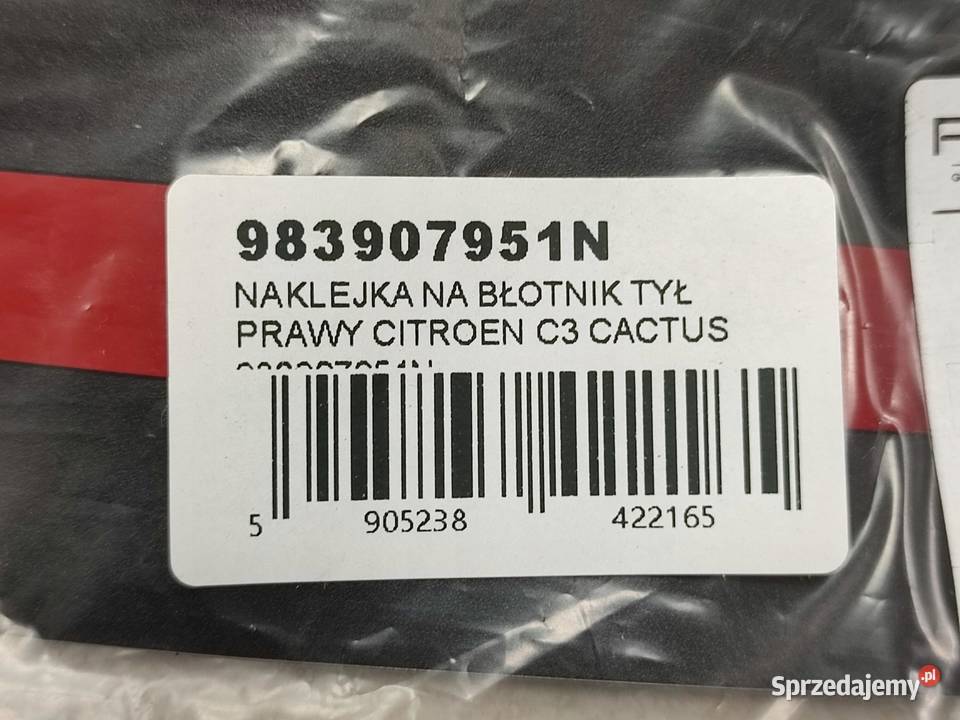 983907951N
NAKLEJKA NA BŁOTNIK TYŁ
PRAWY CITROEN C3 CACTUS
5 905238 422165
Sprzedajemy.pl